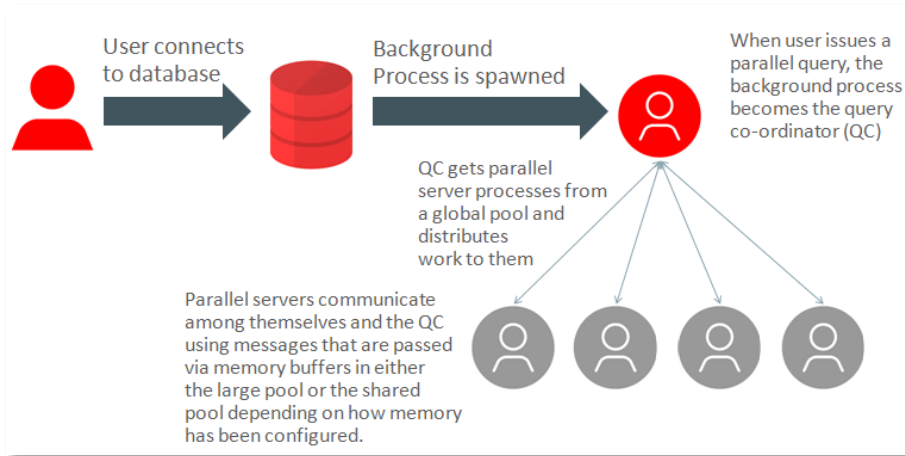 User connects
to database
Background
Process is spawned
When user issues a
parallel query, the
background process
becomes the query
co-ordinator (QC)
QC gets parallel
server processes from
a global pool and
distributes
work to them
Parallel servers communicate
among themselves and the QC
using messages that are passed
via memory buffers in either
the large pool or the shared
pool depending on how memory
has been configured.